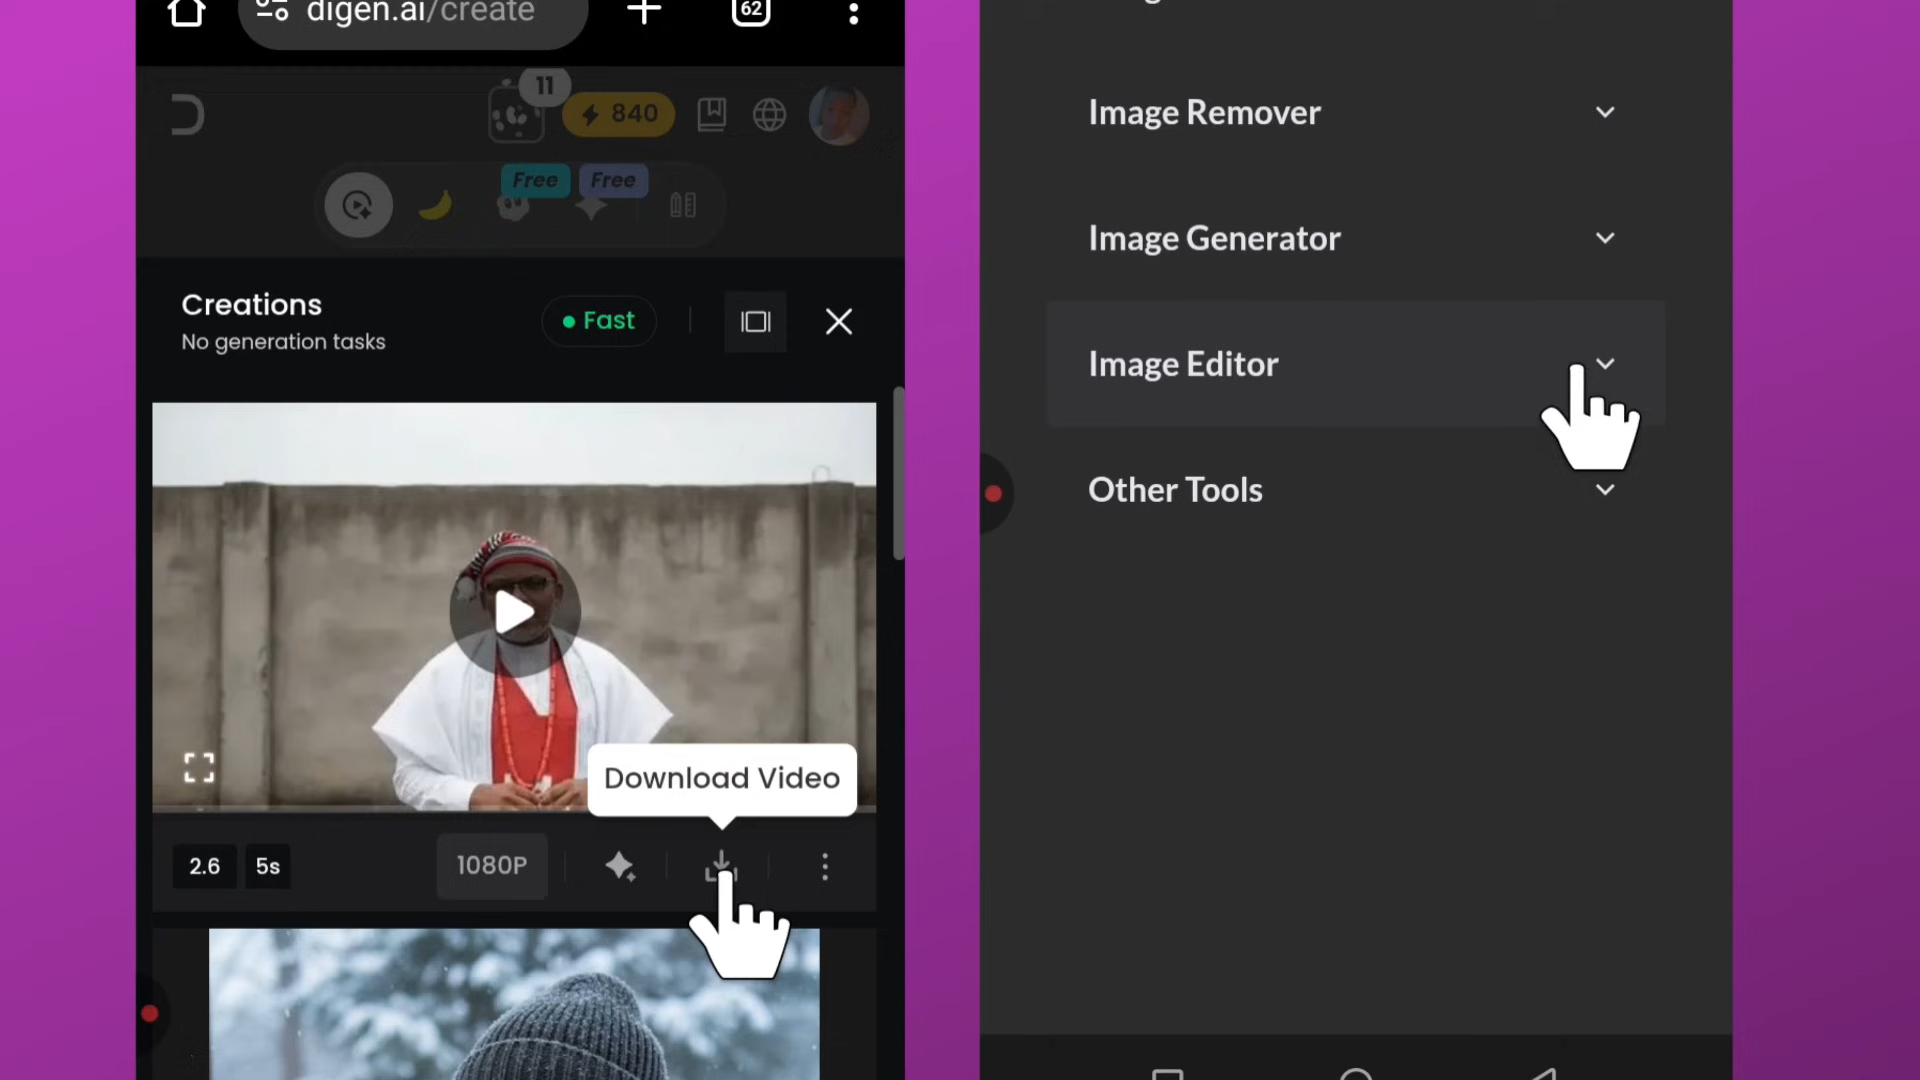 digen.ai/create
62
11
840
Free
Free
Creations
No generation tasks
Fast
Download Video
2.6
5s
1080P
Image Remover
Image Generator
Image Editor
Other Tools